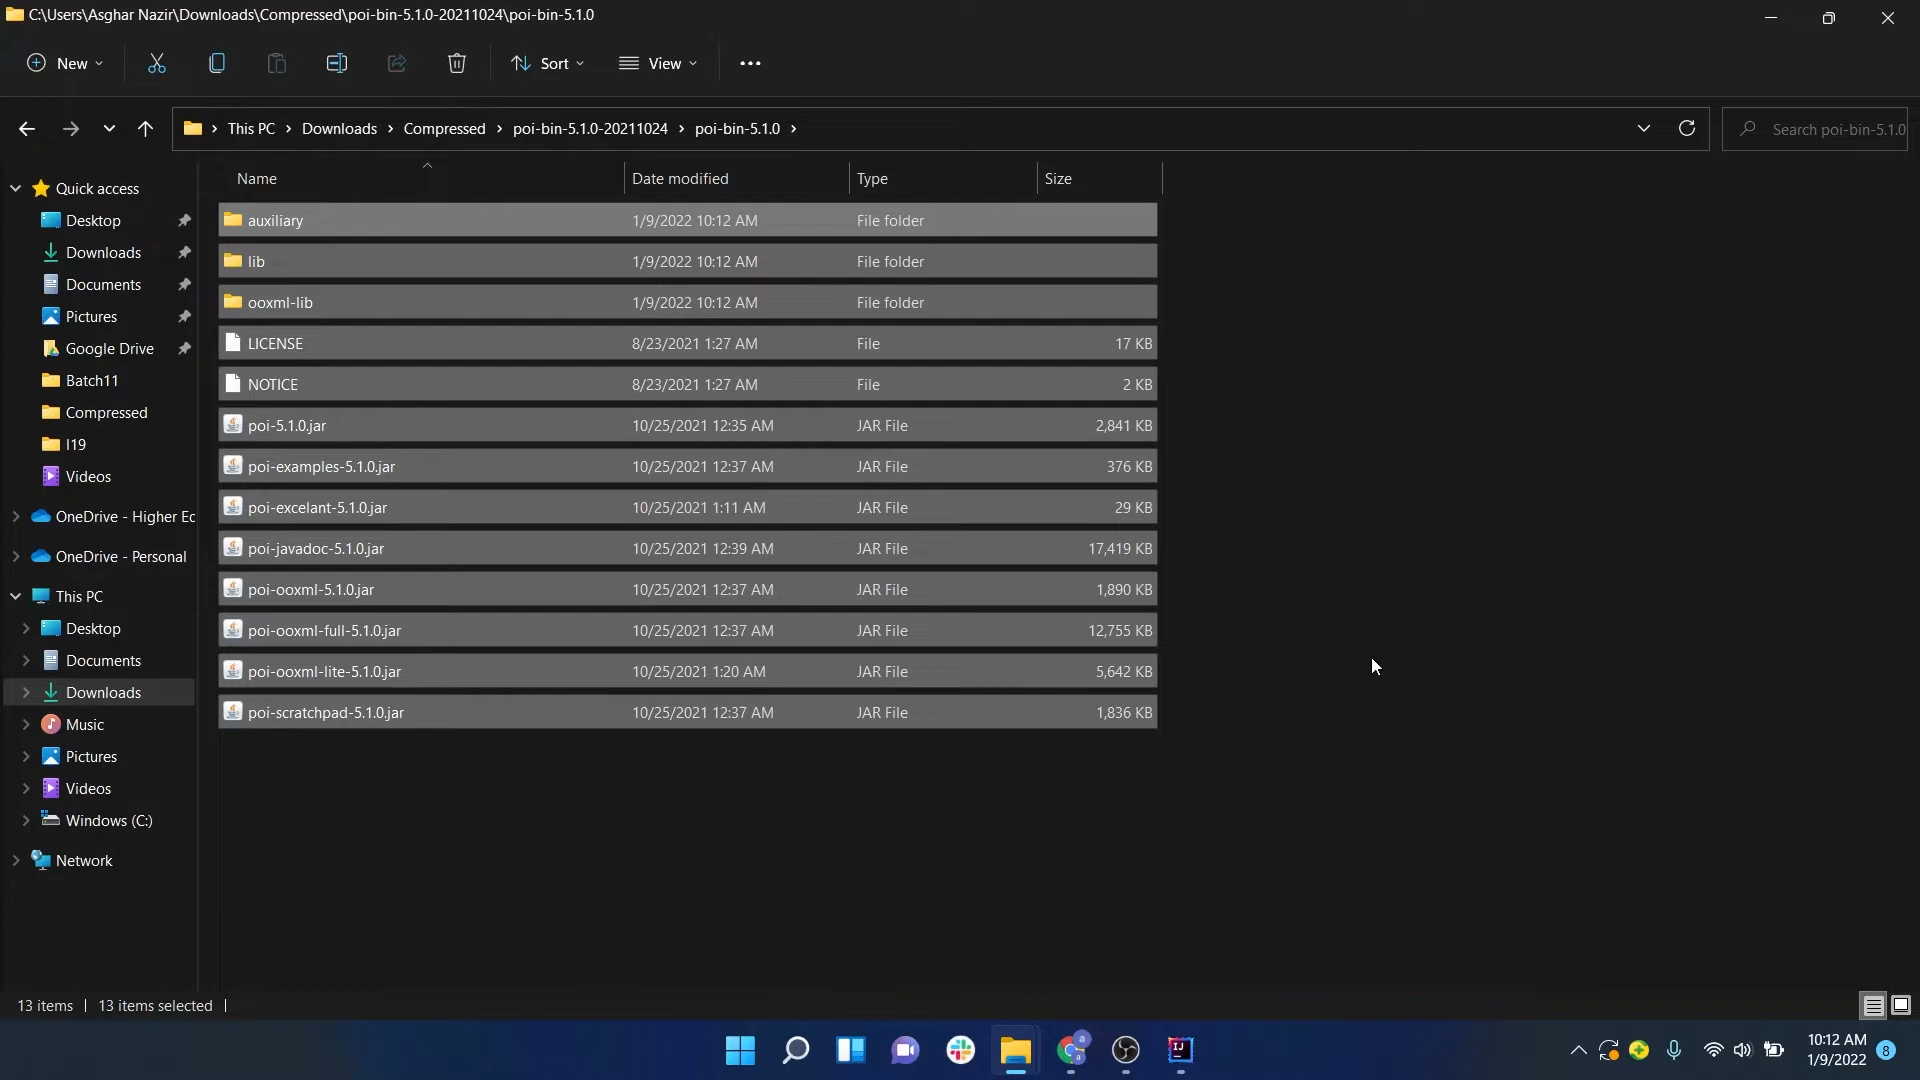 C:\Users\Asghar Nazir\Downloads\Compressed\poi-bin-5.1.0-20211024\poi-bin-5.1.0
New Sort View
This PC > Downloads > Compressed > poi-bin-5.1.0-20211024 > poi-bin-5.1.0 > Search poi-bin-5.1.0
Name Date modified Type Size
Quick access
Desktop
Downloads
Documents
Pictures
Google Drive
Batch11
Compressed
I19
Videos
OneDrive - Higher Ec
OneDrive - Personal
This PC
Desktop
Documents
Downloads
Music
Pictures
Videos
Windows (C:)
Network
auxiliary 1/9/2022 10:12 AM File folder
lib 1/9/2022 10:12 AM File folder
ooxml-lib 1/9/2022 10:12 AM File folder
LICENSE 8/23/2021 1:27 AM File 17 KB
NOTICE 8/23/2021 1:27 AM File 2 KB
poi-5.1.0.jar 10/25/2021 12:35 AM JAR File 2,841 KB
poi-examples-5.1.0.jar 10/25/2021 12:37 AM JAR File 376 KB
poi-excelant-5.1.0.jar 10/25/2021 1:11 AM JAR File 29 KB
poi-javadoc-5.1.0.jar 10/25/2021 12:39 AM JAR File 17,419 KB
poi-ooxml-5.1.0.jar 10/25/2021 12:37 AM JAR File 1,890 KB
poi-ooxml-full-5.1.0.jar 10/25/2021 12:37 AM JAR File 12,755 KB
poi-ooxml-lite-5.1.0.jar 10/25/2021 1:20 AM JAR File 5,642 KB
poi-scratchpad-5.1.0.jar 10/25/2021 12:37 AM JAR File 1,836 KB
13 items | 13 items selected |
a
a
IJ
10:12 AM
1/9/2022 8